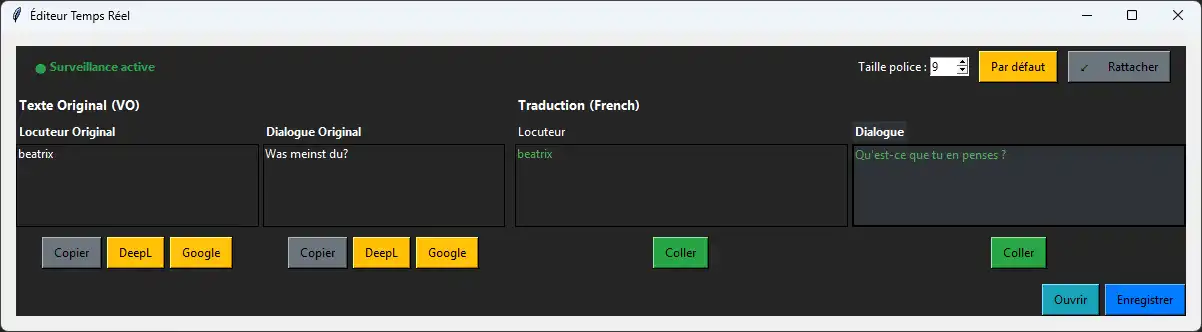 Éditeur Temps Réel
Surveillance active
Taille police : 9
Par défaut
✓ Rattacher
Texte Original (VO)
Traduction (French)
Locuteur Original
Dialogue Original
Locuteur
Dialogue
beatrix
Was meinst du?
beatrix
Qu'est-ce que tu en penses ?
Copier
DeepL
Google
Copier
DeepL
Google
Coller
Coller
Ouvrir
Enregistrer